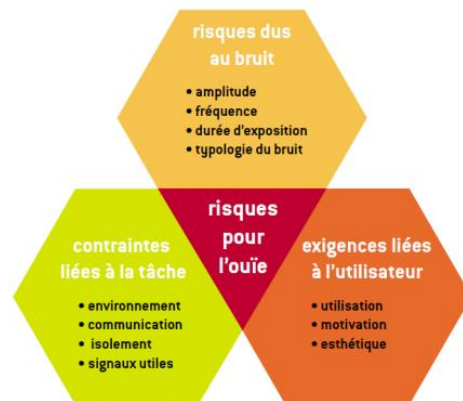 risques dus
au bruit
• amplitude
• fréquence
• durée d'exposition
• typologie du bruit
risques
pour
l'ouïe
contraintes
liées à la tâche
• environnement
• communication
• isolement
• signaux utiles
exigences liées
à l'utilisateur
• utilisation
• motivation
• esthétique